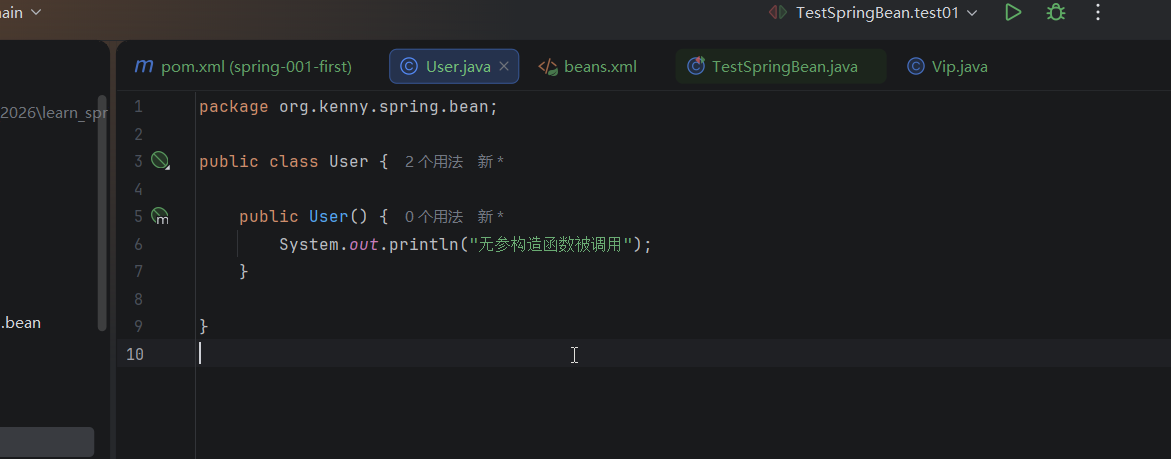 ain
TestSpringBean.test01
m pom.xml (spring-001-first)
User.java
beans.xml
TestSpringBean.java
Vip.java
2026\learn_spr
.bean
1 package org.kenny.spring.bean;
2
3 public class User { 2 个用法 新 *
4
5 public User() { 0 个用法 新 *
6 System.out.println("无参构造函数被调用");
7 }
8
9 }
10